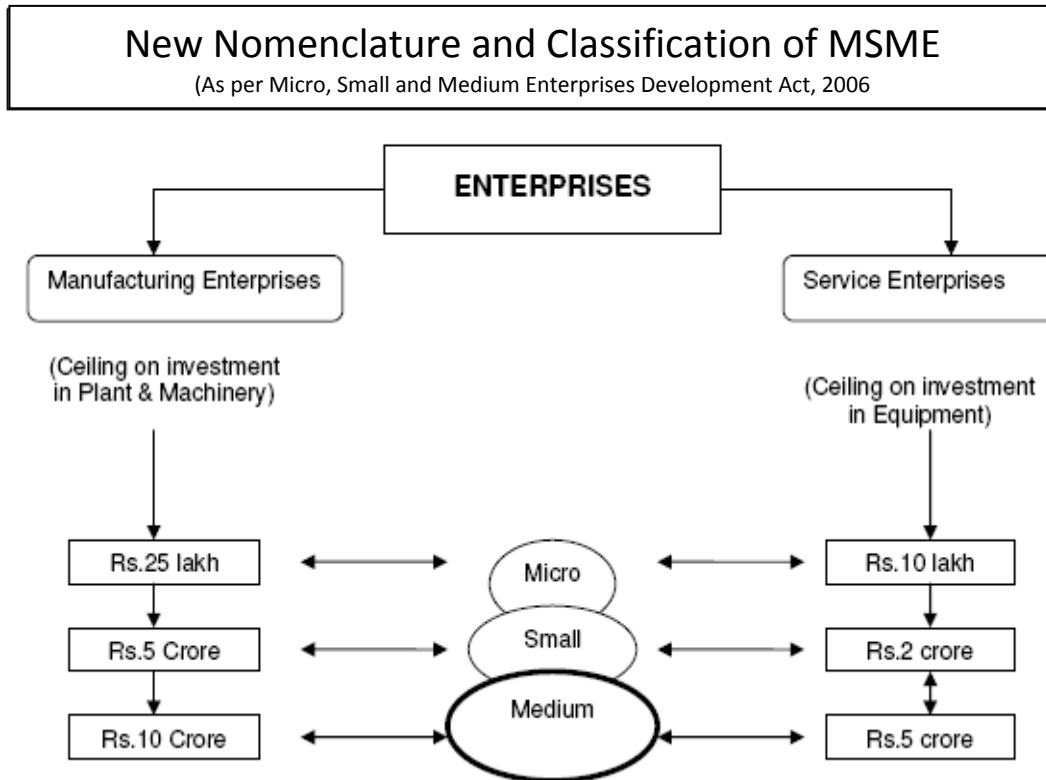 New Nomenclature and Classification of MSME
(As per Micro, Small and Medium Enterprises Development Act, 2006
ENTERPRISES
Manufacturing Enterprises
Service Enterprises
(Ceiling on investment
in Plant & Machinery)
(Ceiling on investment
in Equipment)
Rs.25 lakh
Micro
Rs.10 lakh
Rs.5 Crore
Small
Rs.2 crore
Rs.10 Crore
Medium
Rs.5 crore